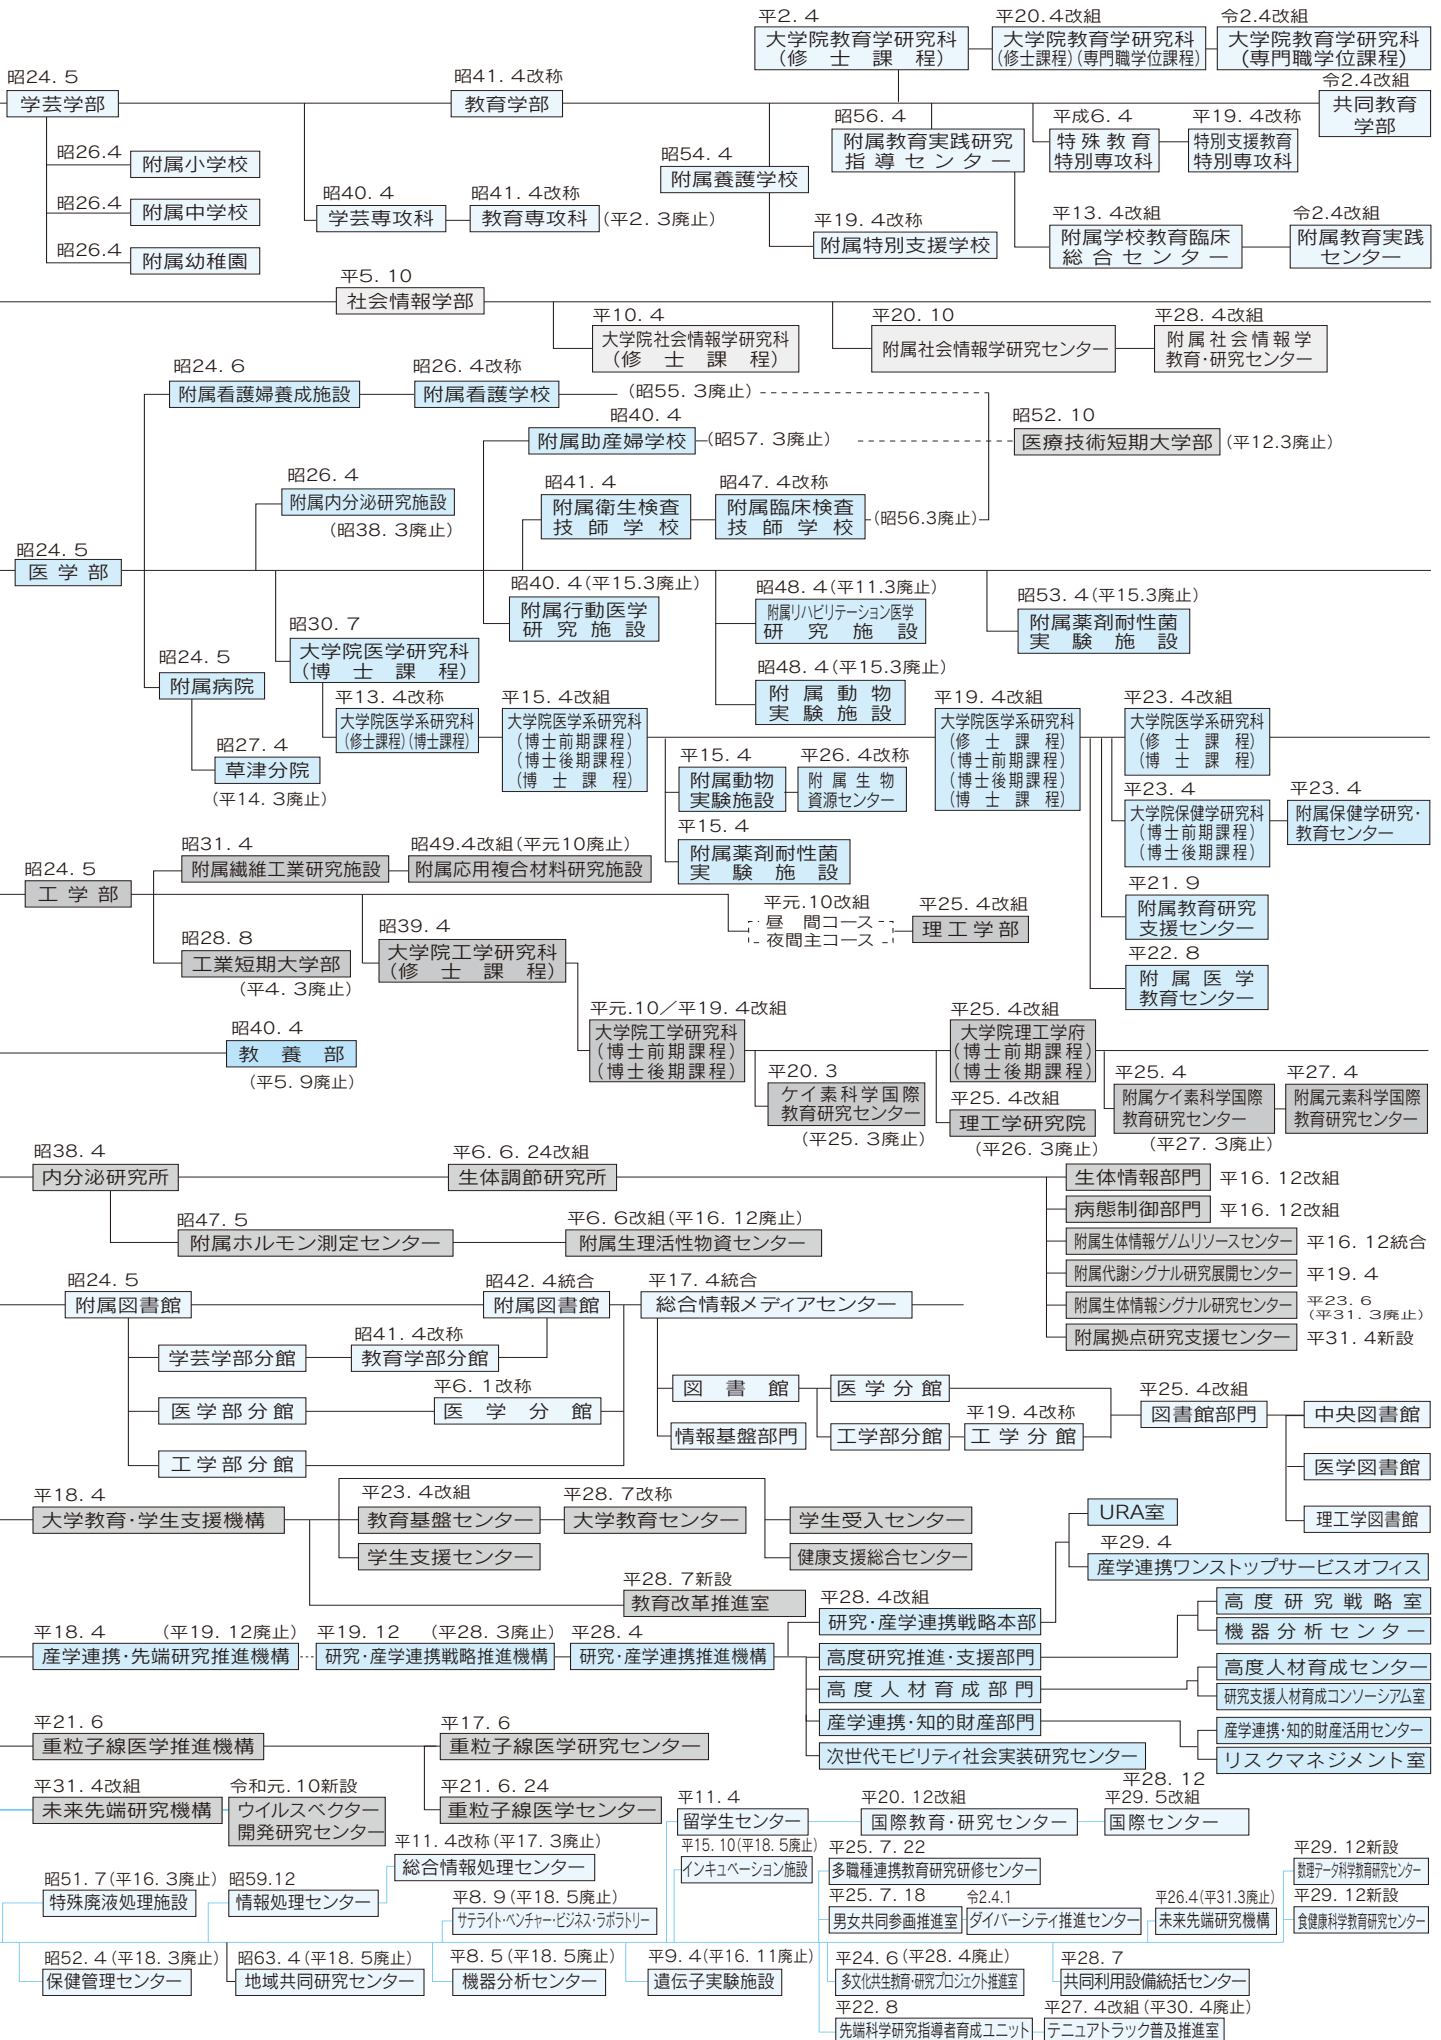 平2. 4
平20. 4改組
令2.4改組
大学院教育学研究科
(修 士 課 程)
大学院教育学研究科
(修士課程)(専門職学位課程)
大学院教育学研究科
(専門職学位課程)
昭24. 5
昭41. 4改称
令2.4改組
学芸学部
教育学部
共同教育
学部
昭56. 4
平成6. 4
平19. 4改称
附属教育実践研究
指 導 セ ン タ ー
特 殊 教 育
特別専攻科
特別支援教育
特別専攻科
昭26.4
附属小学校
昭54. 4
附属養護学校
昭26.4
附属中学校
昭40. 4
学芸専攻科
昭41. 4改称
教育専攻科
(平2. 3廃止)
平19. 4改称
附属特別支援学校
平13. 4改組
附属学校教育臨床
総 合 セ ン タ ー
令2.4改組
附属教育実践
センター
昭26. 4
附属幼稚園
平5. 10
社会情報学部
平10. 4
大学院社会情報学研究科
(修 士 課 程)
平20. 10
附属社会情報学研究センター
平28. 4改組
附属社会情報学
教育・研究センター
昭24. 6
附属看護婦養成施設
昭26. 4改称
附属看護学校
(昭55. 3廃止)
昭40. 4
附属助産婦学校
(昭57. 3廃止)
昭52. 10
医療技術短期大学部
(平12.3廃止)
昭26. 4
附属内分泌研究施設
(昭38. 3廃止)
昭41. 4
附属衛生検査
技 師 学 校
昭47. 4改称
附属臨床検査
技 師 学 校
(昭56.3廃止)
昭24. 5
医 学 部
昭40. 4(平15.3廃止)
附属行動医学
研 究 施 設
昭48. 4(平11.3廃止)
附属リハビリテーション医学
研 究 施 設
昭53. 4(平15.3廃止)
附属薬剤耐性菌
実 験 施 設
昭30. 7
大学院医学研究科
(博 士 課 程)
昭24. 5
附属病院
昭48. 4(平15.3廃止)
附 属 動 物
実 験 施 設
平13. 4改称
大学院医学系研究科
(修士課程)(博士課程)
平15. 4改組
大学院医学系研究科
(博士前期課程)
(博士後期課程)
(博 士 課 程)
平19. 4改組
大学院医学系研究科
(修 士 課 程)
(博士前期課程)
(博士後期課程)
(博 士 課 程)
平23. 4改組
大学院医学系研究科
(修 士 課 程)
(博 士 課 程)
昭27. 4
草津分院
(平14. 3廃止)
平15. 4
附属動物
実験施設
平26. 4改称
附 属 生 物
資源センター
平23. 4
大学院保健学研究科
(博士前期課程)
(博士後期課程)
平23. 4
附属保健学研究・
教育センター
平15. 4
附属薬剤耐性菌
実 験 施 設
昭31. 4
附属繊維工業研究施設
昭49.4改組(平元10廃止)
附属応用複合材料研究施設
昭24. 5
工 学 部
平21. 9
附属教育研究
支援センター
平元.10改組
昼 間コース
夜間主コース
平25. 4改組
理工学部
昭28. 8
工業短期大学部
(平4. 3廃止)
昭39. 4
大学院工学研究科
(修 士 課 程)
平22. 8
附 属 医 学
教育センター
昭40. 4
教 養 部
(平5. 9廃止)
平元.10／平19. 4改組
大学院工学研究科
(博士前期課程)
(博士後期課程)
平25. 4改組
大学院理工学府
(博士前期課程)
(博士後期課程)
平20. 3
ケイ素科学国際
教育研究センター
(平25. 3廃止)
平25. 4改組
理工学研究院
(平26. 3廃止)
平25. 4
附属ケイ素科学国際
教育研究センター
(平27. 3廃止)
平27. 4
附属元素科学国際
教育研究センター
昭38. 4
内分泌研究所
平6. 6. 24改組
生体調節研究所
生体情報部門 平16. 12改組
病態制御部門 平16. 12改組
昭47. 5
附属ホルモン測定センター
平6. 6改組(平16. 12廃止)
附属生理活性物資センター
附属生体情報ゲノムリソースセンター 平16. 12統合
附属代謝シグナル研究展開センター 平19. 4
附属生体情報シグナル研究センター 平23. 6
(平31. 3廃止)
附属拠点研究支援センター 平31. 4新設
昭24. 5
附属図書館
昭42. 4統合
附属図書館
平17. 4統合
総合情報メディアセンター
学芸学部分館
昭41. 4改称
教育学部分館
医学部分館
平6. 1改称
医 学 分 館
工学部分館
図 書 館
医 学 分 館
情報基盤部門
工学部分館
平19. 4改称
工 学 分 館
平25. 4改組
図書館部門
中央図書館
医学図書館
理工学図書館
平18. 4
大学教育・学生支援機構
平23. 4改組
教育基盤センター
平28. 7改称
大学教育センター
学生受入センター
学生支援センター
健康支援総合センター
平28. 7新設
教育改革推進室
URA室
平29. 4
産学連携ワンストップサービスオフィス
平18. 4 (平19. 12廃止)
産学連携・先端研究推進機構
平19. 12 (平28. 3廃止)
研究・産学連携戦略推進機構
平28. 4
研究・産学連携推進機構
平28. 4改組
研究・産学連携戦略本部
高度研究推進・支援部門
高 度 研 究 戦 略 室
機 器 分 析 セ ン タ ー
高 度 人 材 育 成 部 門
高度人材育成センター
研究支援人材育成コンソーシアム室
産学連携・知的財産部門
産学連携・知的財産活用センター
リスクマネジメント室
次世代モビリティ社会実装研究センター
平21. 6
重粒子線医学推進機構
平17. 6
重粒子線医学研究センター
平21. 6. 24
重粒子線医学センター
平31. 4改組
未来先端研究機構
令和元. 10新設
ウイルスベクター
開発研究センター
平11. 4
留学生センター
平20. 12改組
国際教育・研究センター
平28. 12
平29. 5改組
国際センター
平11. 4改称(平17. 3廃止)
総合情報処理センター
平15. 10(平18. 5廃止)
インキュベーション施設
平25. 7. 22
多職種連携教育研究研修センター
平29. 12新設
数理データ科学教育研究センター
昭51. 7(平16. 3廃止)
特殊廃液処理施設
昭59.12
情報処理センター
平8. 9(平18. 5廃止)
サテライト・ベンチャー・ビジネス・ラボラトリー
平25. 7. 18
男女共同参画推進室
令2.4.1
ダイバーシティ推進センター
平26.4(平31.3廃止)
未来先端研究機構
平29. 12新設
食健康科学教育研究センター
昭52. 4(平18. 3廃止)
保健管理センター
昭63. 4(平18. 5廃止)
地域共同研究センター
平8. 5(平18. 5廃止)
機器分析センター
平9. 4(平16. 11廃止)
遺伝子実験施設
平24. 6(平28. 4廃止)
多文化共生教育・研究プロジェクト推進室
平28. 7
共同利用設備統括センター
平22. 8
先端科学研究指導者育成ユニット
平27. 4改組(平30. 4廃止)
テニュアトラック普及推進室